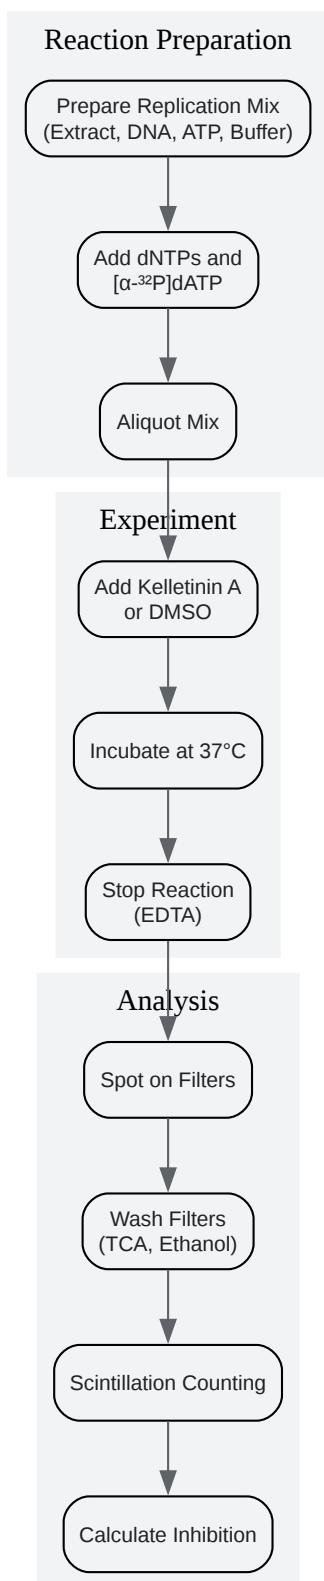 Reaction Preparation
Prepare Replication Mix
(Extract, DNA, ATP, Buffer)
Add dNTPs and
[α-³²P]dATP
Aliquot Mix
Experiment
Add Kelletinin A
or DMSO
Incubate at 37°C
Stop Reaction
(EDTA)
Analysis
Spot on Filters
Wash Filters
(TCA, Ethanol)
Scintillation Counting
Calculate Inhibition